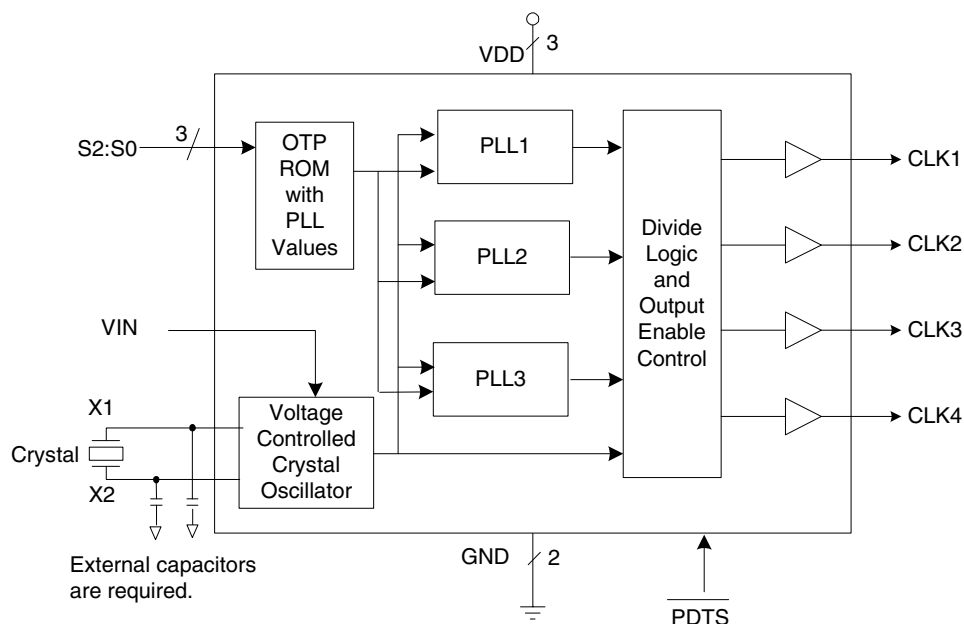 VDD
3
S2:S0
3
OTP
ROM
with
PLL
Values
PLL1
PLL2
PLL3
Divide
Logic
and
Output
Enable
Control
CLK1
CLK2
CLK3
CLK4
VIN
X1
Crystal
X2
Voltage
Controlled
Crystal
Oscillator
External capacitors
are required.
GND
2
PDTS